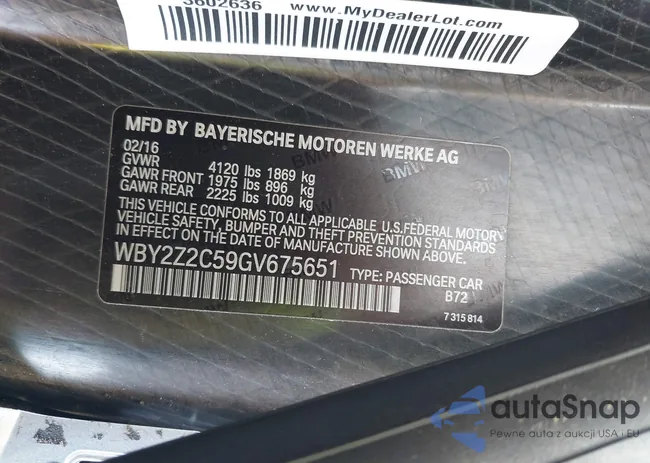 3602636 www.MyDealerLot.com
MFD BY BAYERISCHE MOTOREN WERKE AG
02/16
GVWR 4120 lbs 1869 kg
GAWR FRONT 1975 lbs 896 kg
GAWR REAR 2225 lbs 1009 kg
THIS VEHICLE CONFORMS TO ALL APPLICABLE U.S.FEDERAL MOTOR
VEHICLE SAFETY, BUMPER AND THEFT PREVENTION STANDARDS
IN EFFECT ON THE DATE OF MANUFACTURE SHOWN ABOVE.
WBY2Z2C59GV675651 TYPE: PASSENGER CAR
B72
7 315 814
autoSnap
Pewne auta z aukcji USA i EU